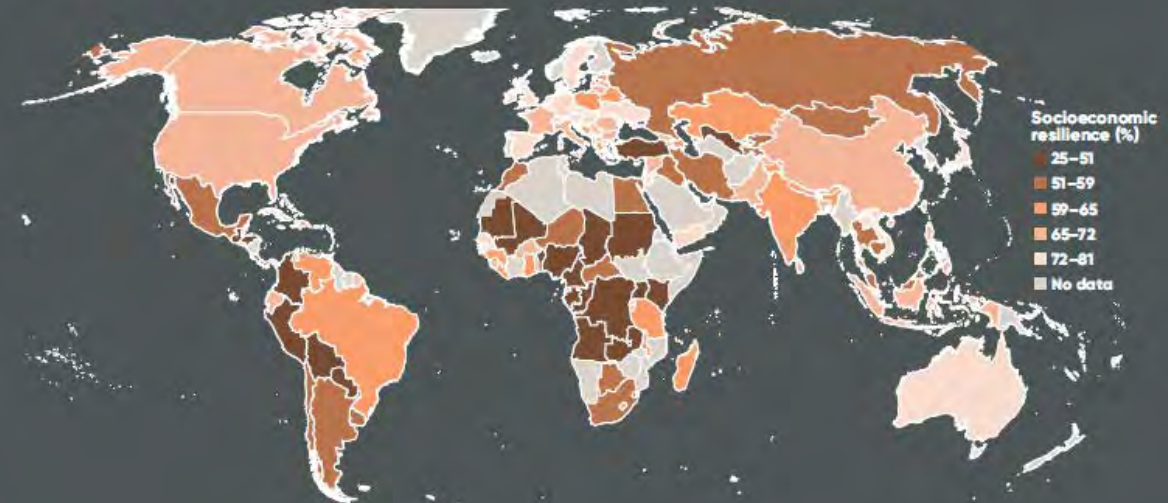 Socioeconomic
resilience (%)
25–51
51–59
59–65
65–72
72–81
No data